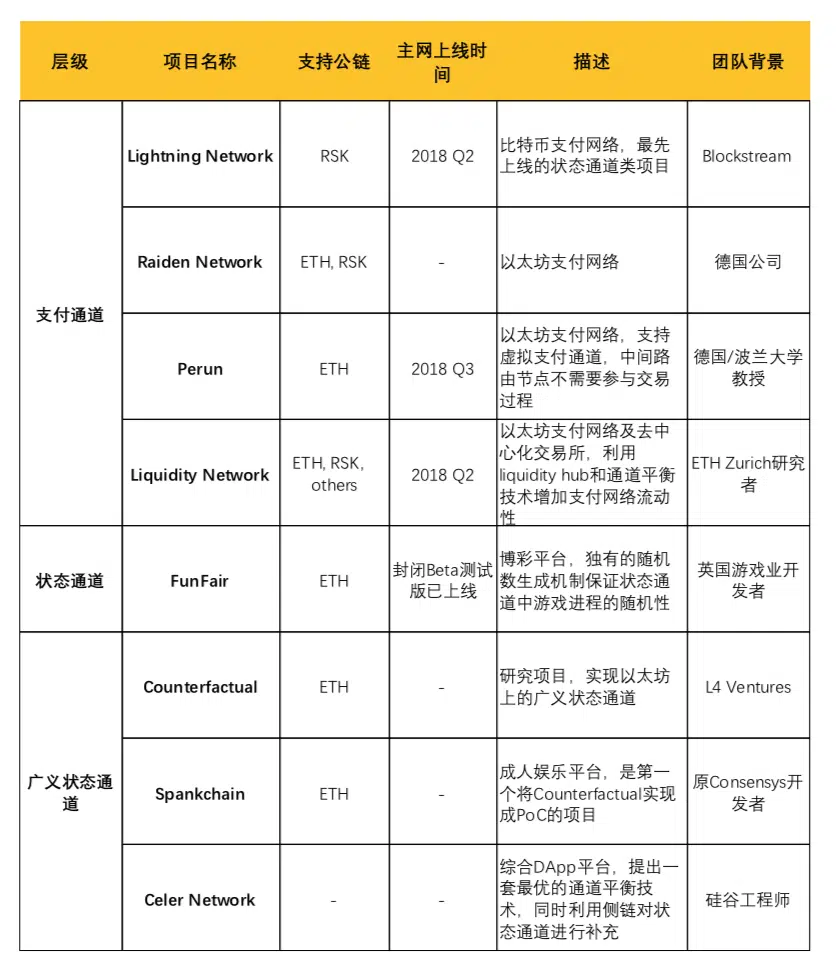 层级 项目名称 支持公链 主网上线时 描述 团队背景
间
支付通道
Lightning Network RSK 2018 Q2 比特币支付网络，最先 Blockstream
上线的状态通道类项目
Raiden Network ETH, RSK - 以太坊支付网络 德国公司
Perun ETH 2018 Q3 以太坊支付网络，支持 德国/波兰大学
虚拟支付通道，中间路 教授
由节点不需要参与交易
过程
Liquidity Network ETH, RSK, 2018 Q2 以太坊支付网络及去中 ETH Zurich研究
others 心化交易所，利用 者
liquidity hub和通道平衡
技术增加支付网络流动
性
状态通道 FunFair ETH 封闭Beta测试 博彩平台，独有的随机 英国游戏业开
版已上线 数生成机制保证状态通 发者
道中游戏进程的随机性
广义状态通
道
Counterfactual ETH - 研究项目，实现以太坊 L4 Ventures
上的广义状态通道
Spankchain ETH - 成人娱乐平台，是第一 原Consensys开
个将Counterfactual实现 发者
成PoC的项目
Celer Network - - 综合DApp平台，提出一 硅谷工程师
套最优的通道平衡技
术，同时利用侧链对状
态通道进行补充